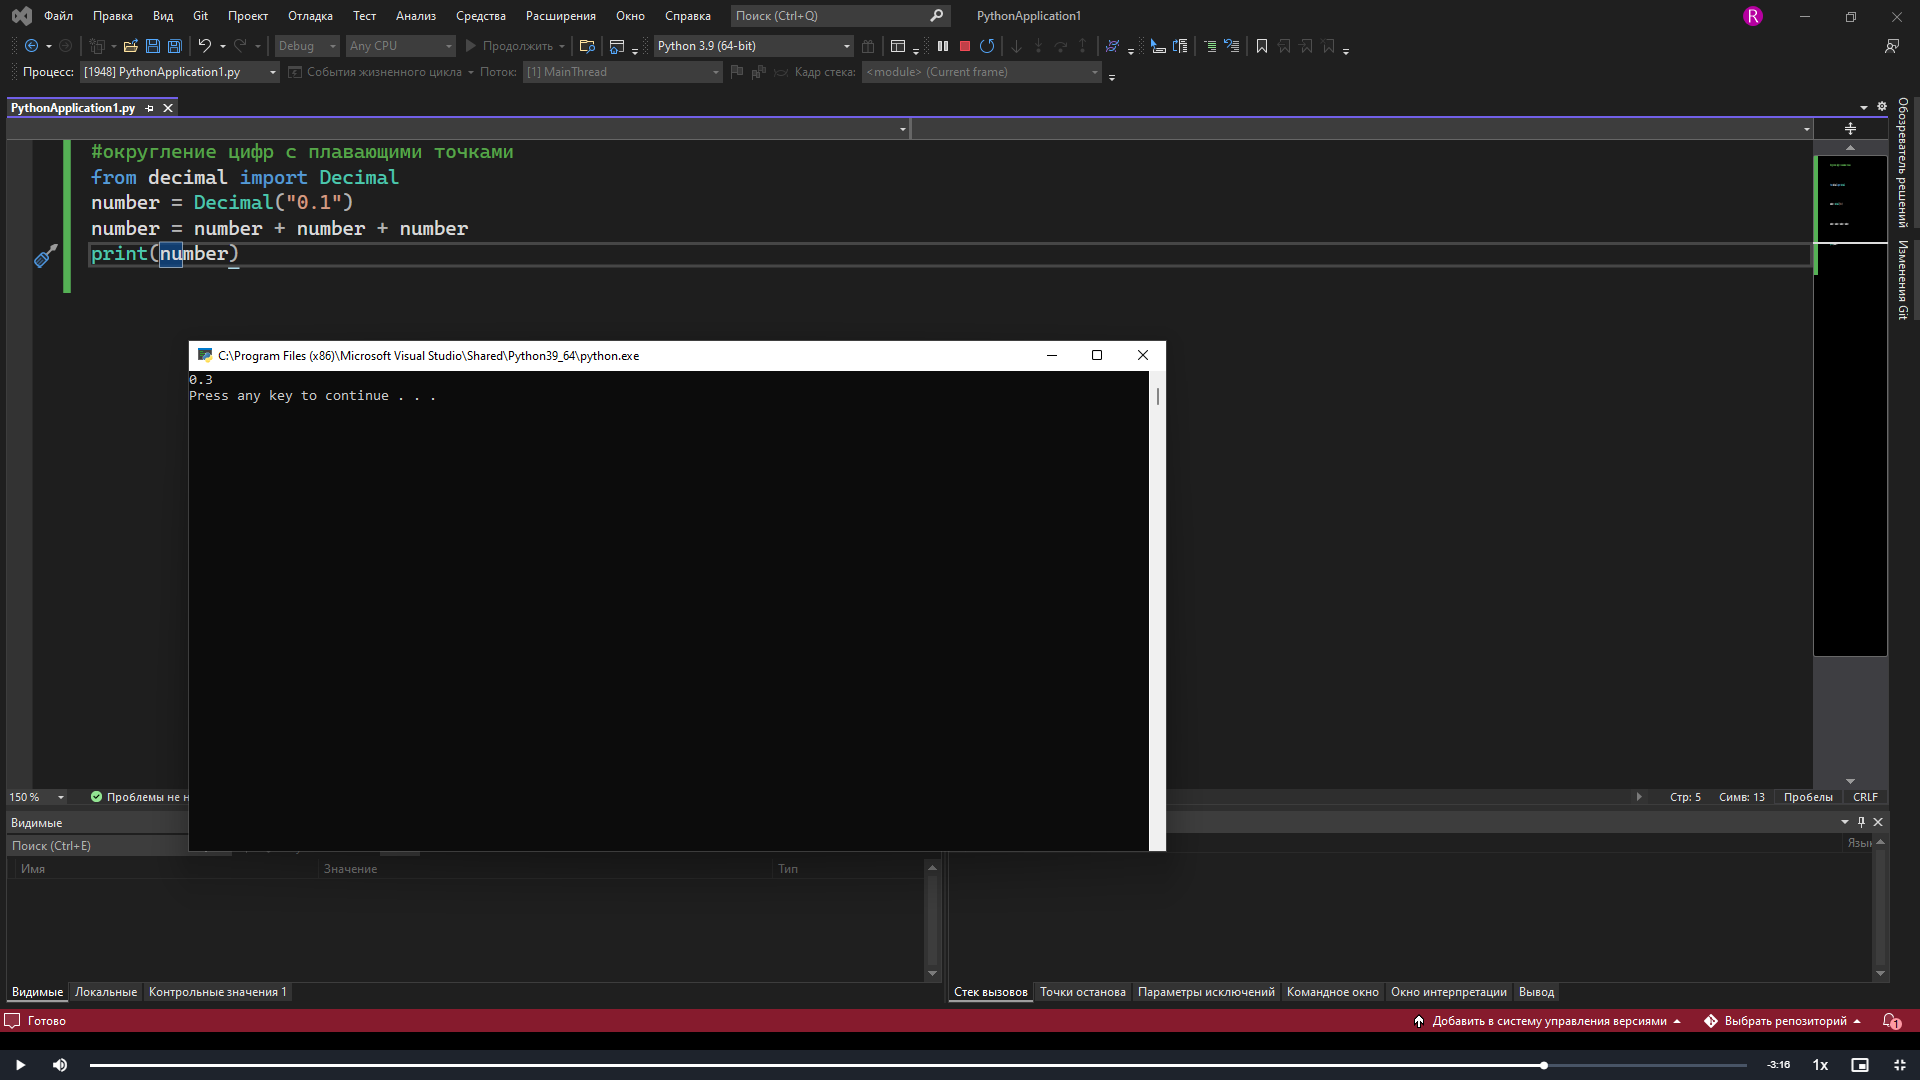 Файл Правка Вид Git Проект Отладка Тест Анализ Средства Расширения Окно Справка Поиск (Ctrl+Q) PythonApplication1 R
Debug Any CPU Продолжить Python 3.9 (64-bit)
Процесс: [1948] PythonApplication1.py События жизненного цикла Поток: [1] MainThread Кадр стека: <module> (Current frame)
PythonApplication1.py
Обозреватель решений
Изменения Git
#округление цифр с плавающими точками
from decimal import Decimal
number = Decimal("0.1")
number = number + number + number
print(number)
C:\Program Files (x86)\Microsoft Visual Studio\Shared\Python39_64\python.exe
0.3
Press any key to continue . . .
150 % Проблемы не н Стр: 5 Симв: 13 Пробелы CRLF
Видимые
Поиск (Ctrl+E) Язык
Имя Значение Тип
Видимые Локальные Контрольные значения 1 Стек вызовов Точки останова Параметры исключений Командное окно Окно интерпретации Вывод
Готово Добавить в систему управления версиями Выбрать репозиторий 1
-3:16 1x